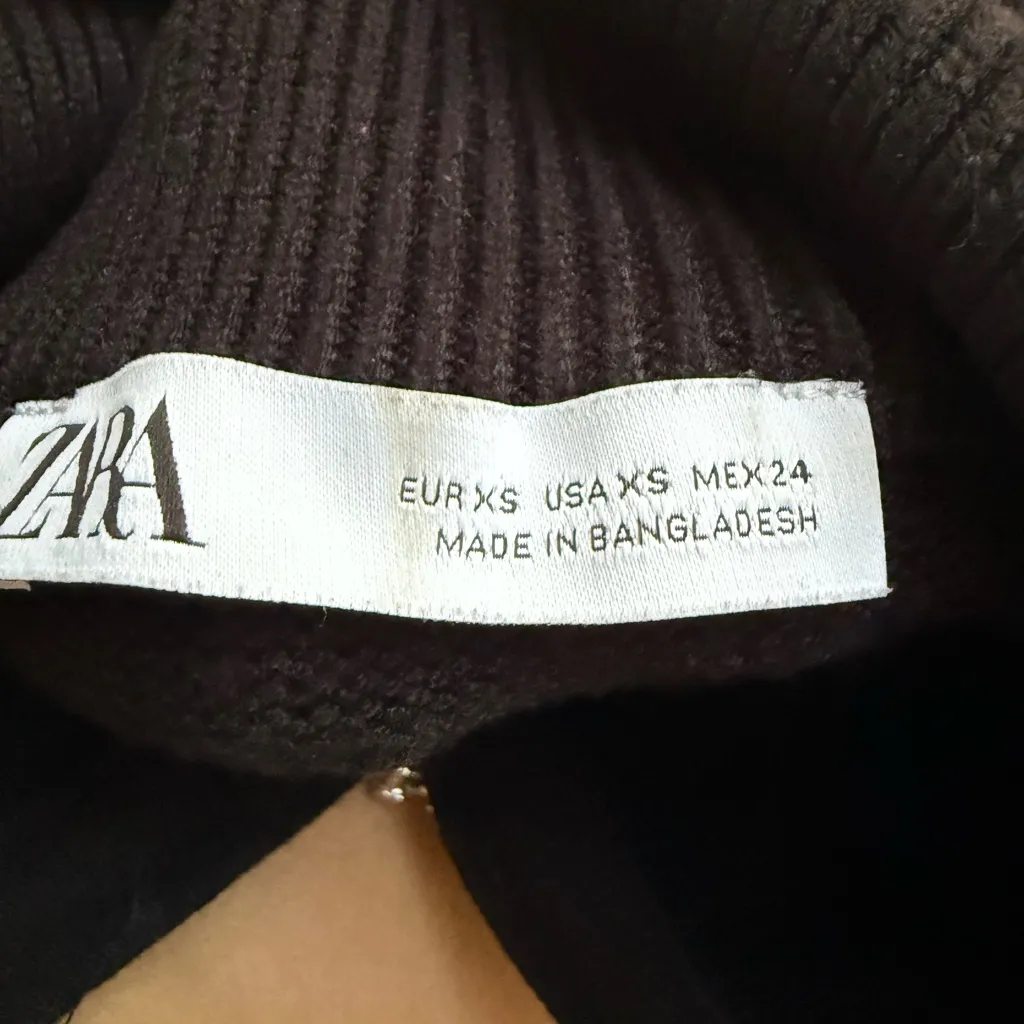 ZARA
EUR XS USA XS MEX 24
MADE IN BANGLADESH